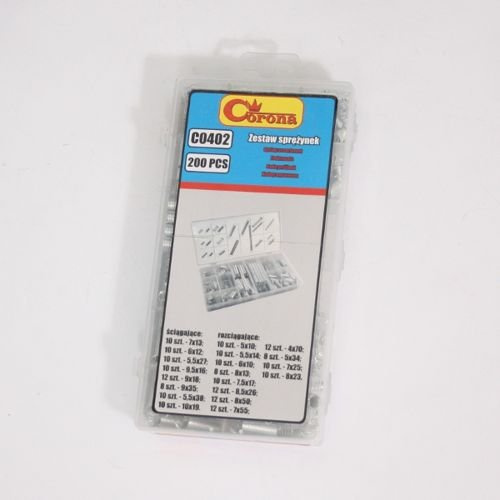 Corona
C0402
200 PCS
Zestaw sprężynek
ściągające:
10 szt. - 7x13;
10 szt. - 6x12;
10 szt. - 5,5x27;
10 szt. - 9,5x16;
12 szt. - 9x18;
8 szt. - 9x35;
10 szt. - 5,5x38;
10 szt. - 10x19.
rozciągające:
10 szt. - 5x10;
10 szt. - 5,5x14;
10 szt. - 6x10;
8 szt. - 8x13;
10 szt. - 7,5x17;
12 szt. - 8,5x26;
12 szt. - 8x50;
12 szt. - 7x55;
12 szt. - 4x70;
8 szt. - 5x34;
10 szt. - 7x25;
10 szt. - 8x23.